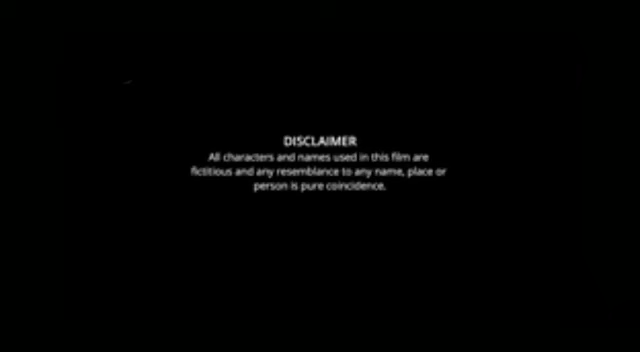 DISCLAIMER
All characters and names used in this film are
fictitious and any resemblance to any name, place or
person is pure coincidence.